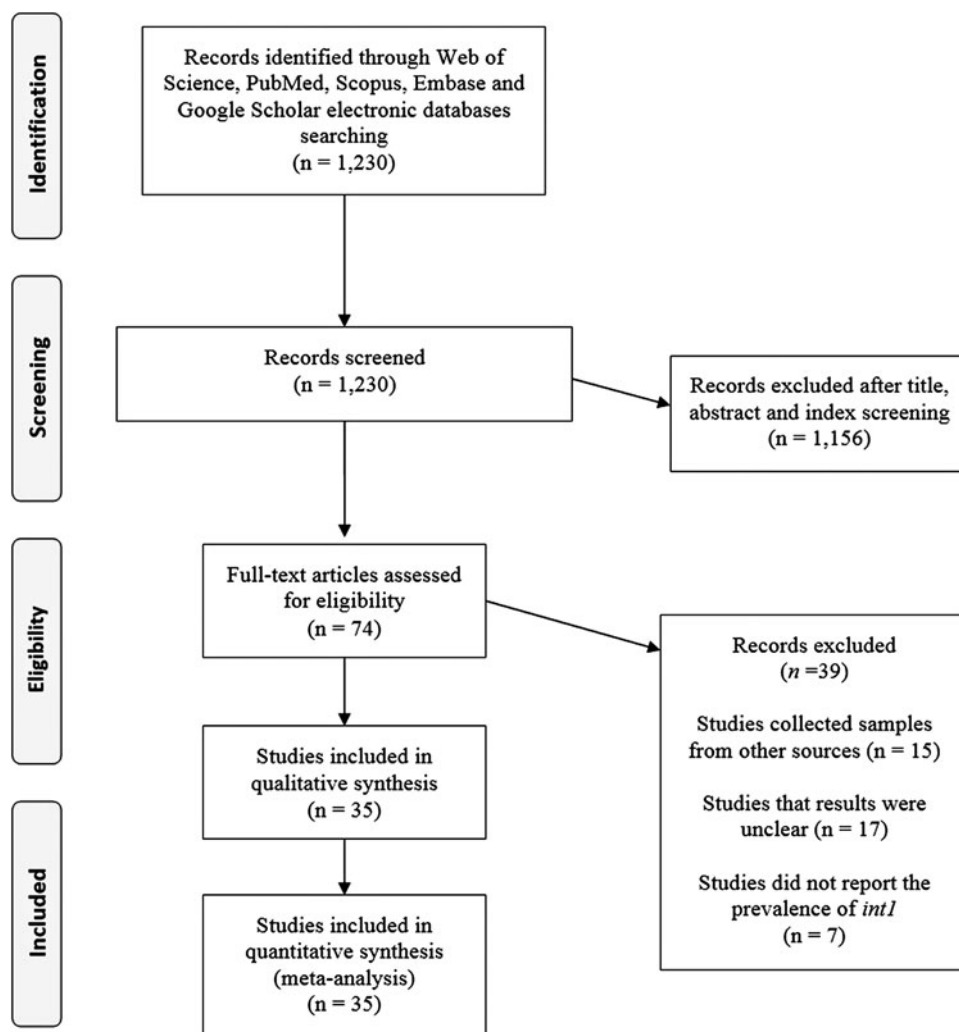 Identification
Records identified through Web of
Science, PubMed, Scopus, Embase and
Google Scholar electronic databases
searching
(n = 1,230)
Screening
Records screened
(n = 1,230)
Records excluded after title,
abstract and index screening
(n = 1,156)
Eligibility
Full-text articles assessed
for eligibility
(n = 74)
Records excluded
(n =39)
Studies collected samples
from other sources (n = 15)
Studies that results were
unclear (n = 17)
Studies did not report the
prevalence of int1
(n = 7)
Studies included in
qualitative synthesis
(n = 35)
Included
Studies included in
quantitative synthesis
(meta-analysis)
(n = 35)